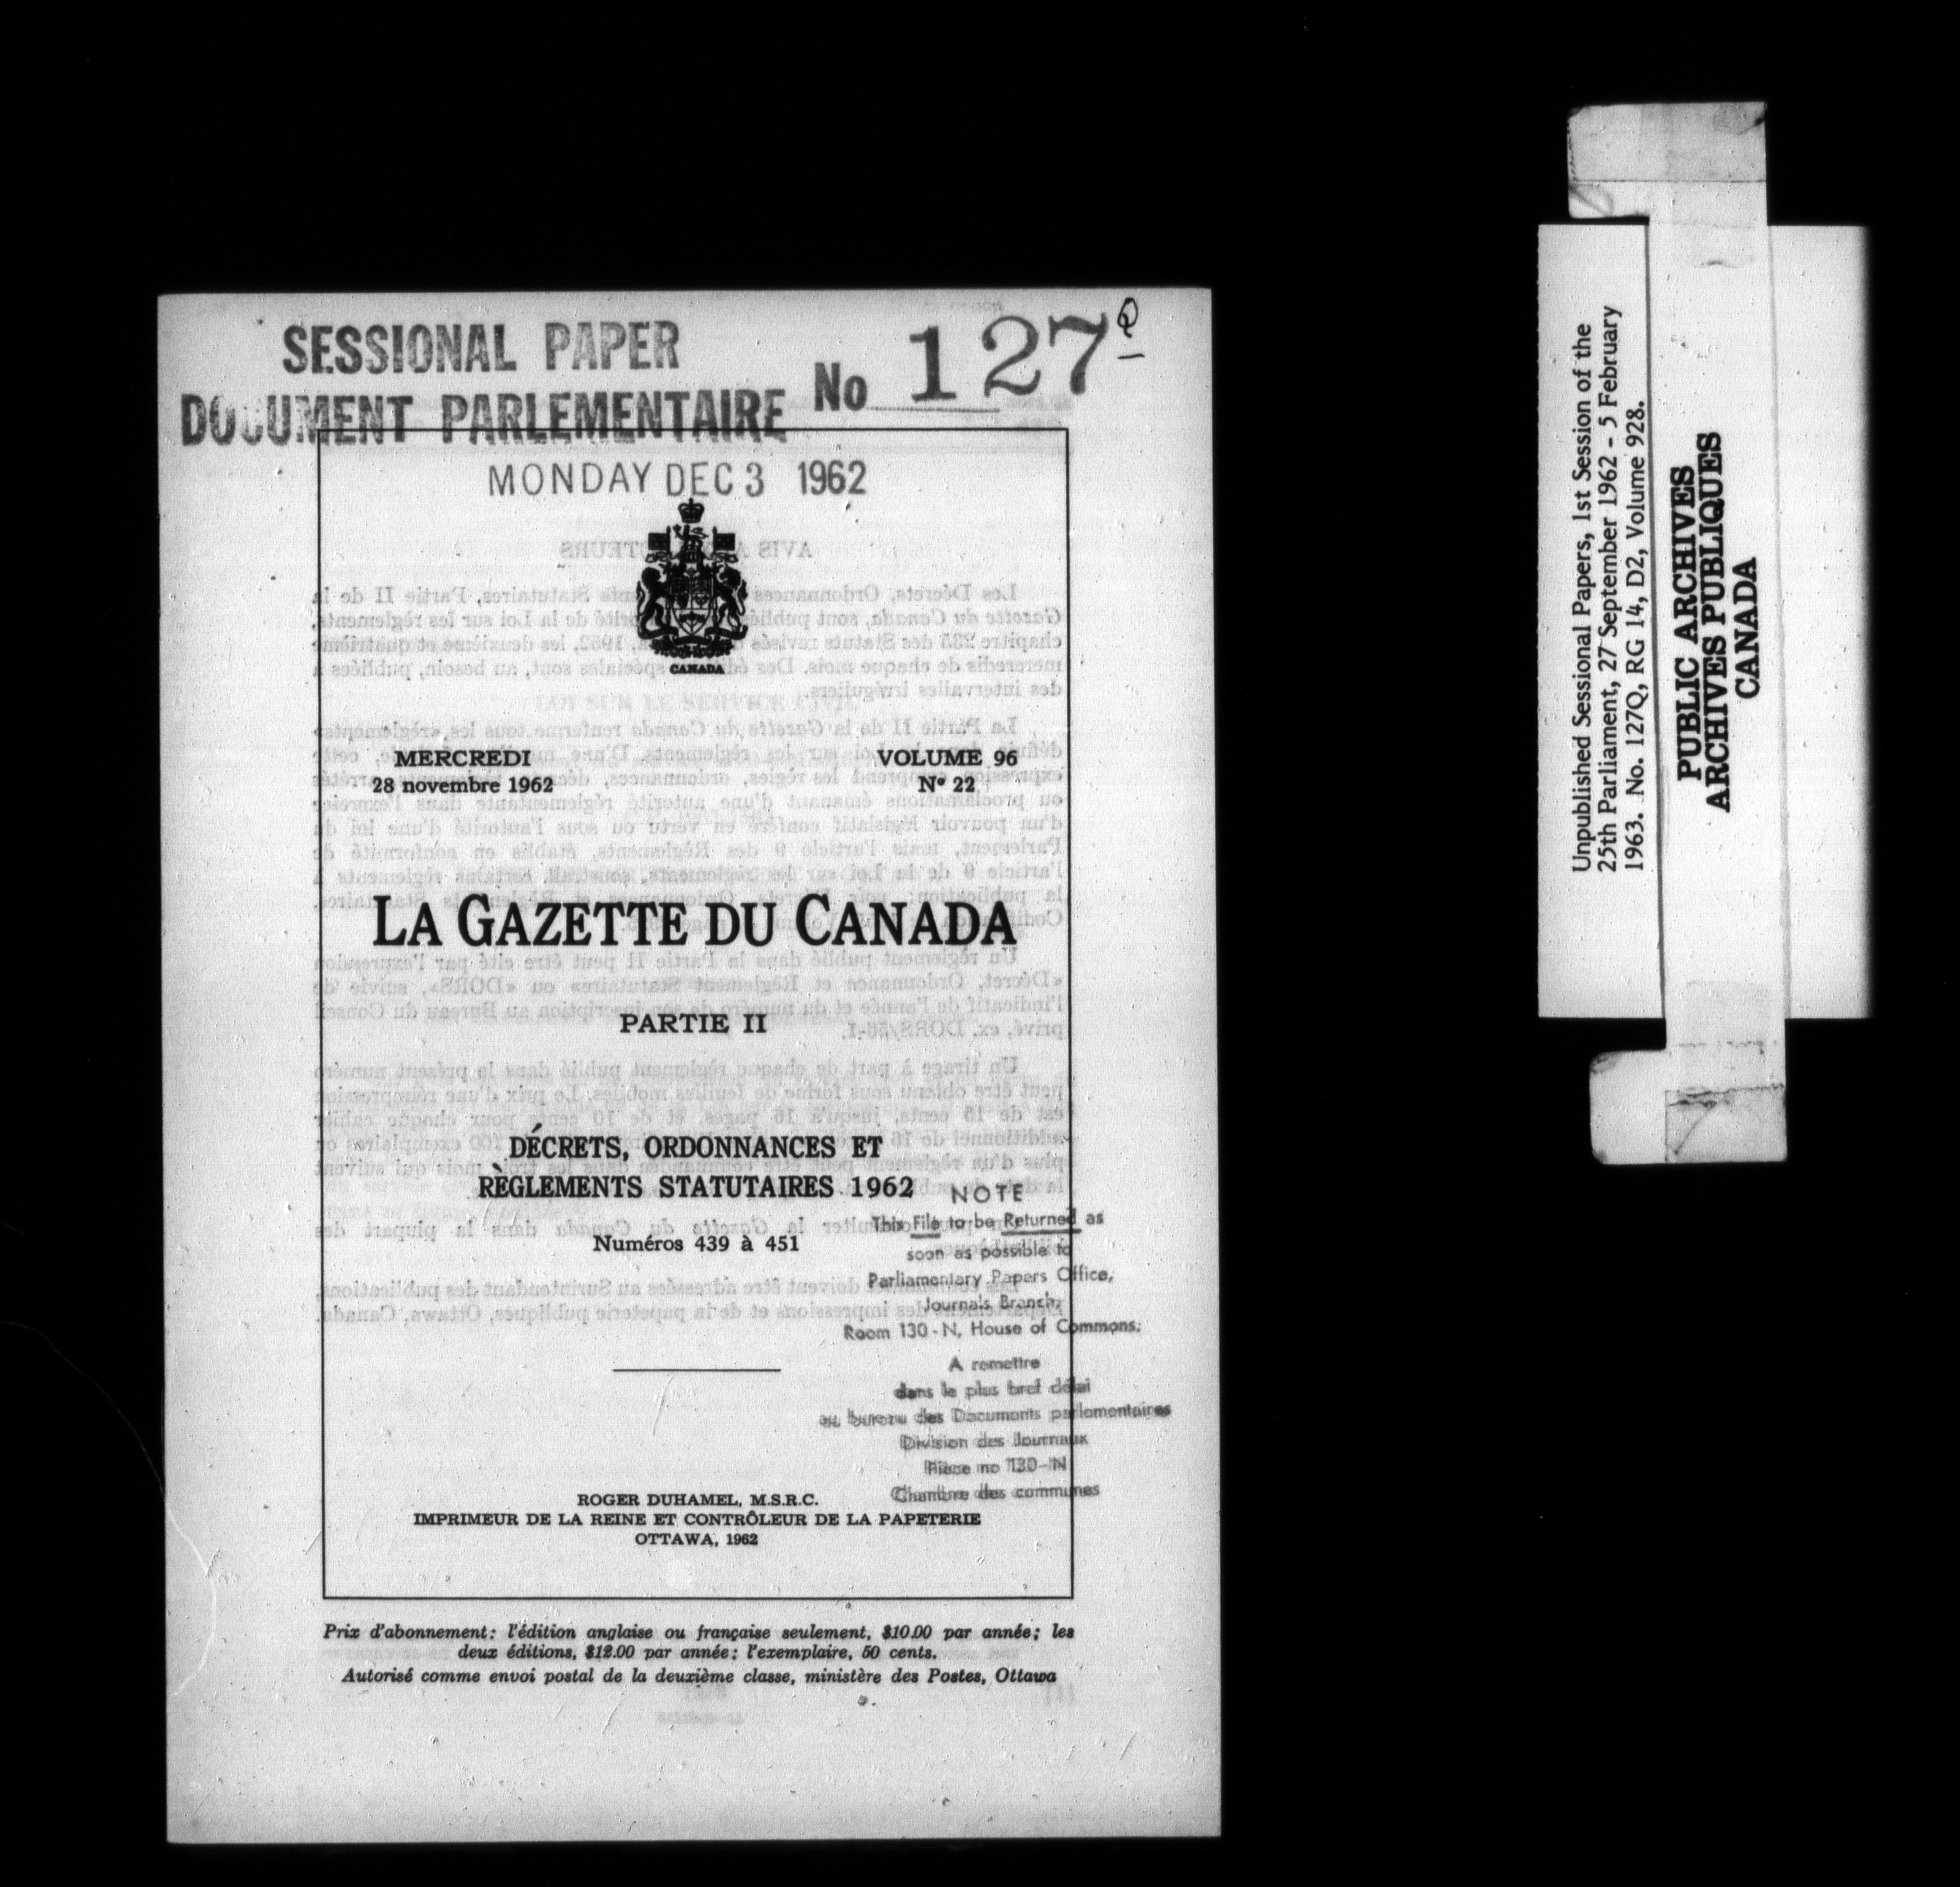 SESSIONAL PAPER
DOCUMENT PARLEMENTAIRE No 127Q
MONDAY DEC 3 1962
CANADA
MERCREDI
28 novembre 1962
VOLUME 96
Nº 22
LA GAZETTE DU CANADA
PARTIE II
DÉCRETS, ORDONNANCES ET
RÈGLEMENTS STATUTAIRES 1962
Numéros 439 à 451
NOTE
This File to be Returned as
soon as possible to
Parliamentary Papers Office,
Journals Branch,
Room 130-N, House of Commons.
A remettre
dans le plus bref délai
au bureau des Documents parlementaires
Division des Journaux
Pièce no 130-N
Chambre des communes
ROGER DUHAMEL, M.S.R.C.
IMPRIMEUR DE LA REINE ET CONTRÔLEUR DE LA PAPETERIE
OTTAWA, 1962
Prix d'abonnement: l'édition anglaise ou française seulement, $10.00 par année; les
deux éditions, $12.00 par année; l'exemplaire, 50 cents.
Autorisé comme envoi postal de la deuxième classe, ministère des Postes, Ottawa
Unpublished Sessional Papers, 1st Session of the
25th Parliament, 27 September 1962 - 5 February
1963. No. 127Q, RG 14, D2, Volume 928.
PUBLIC ARCHIVES
ARCHIVES PUBLIQUES
CANADA